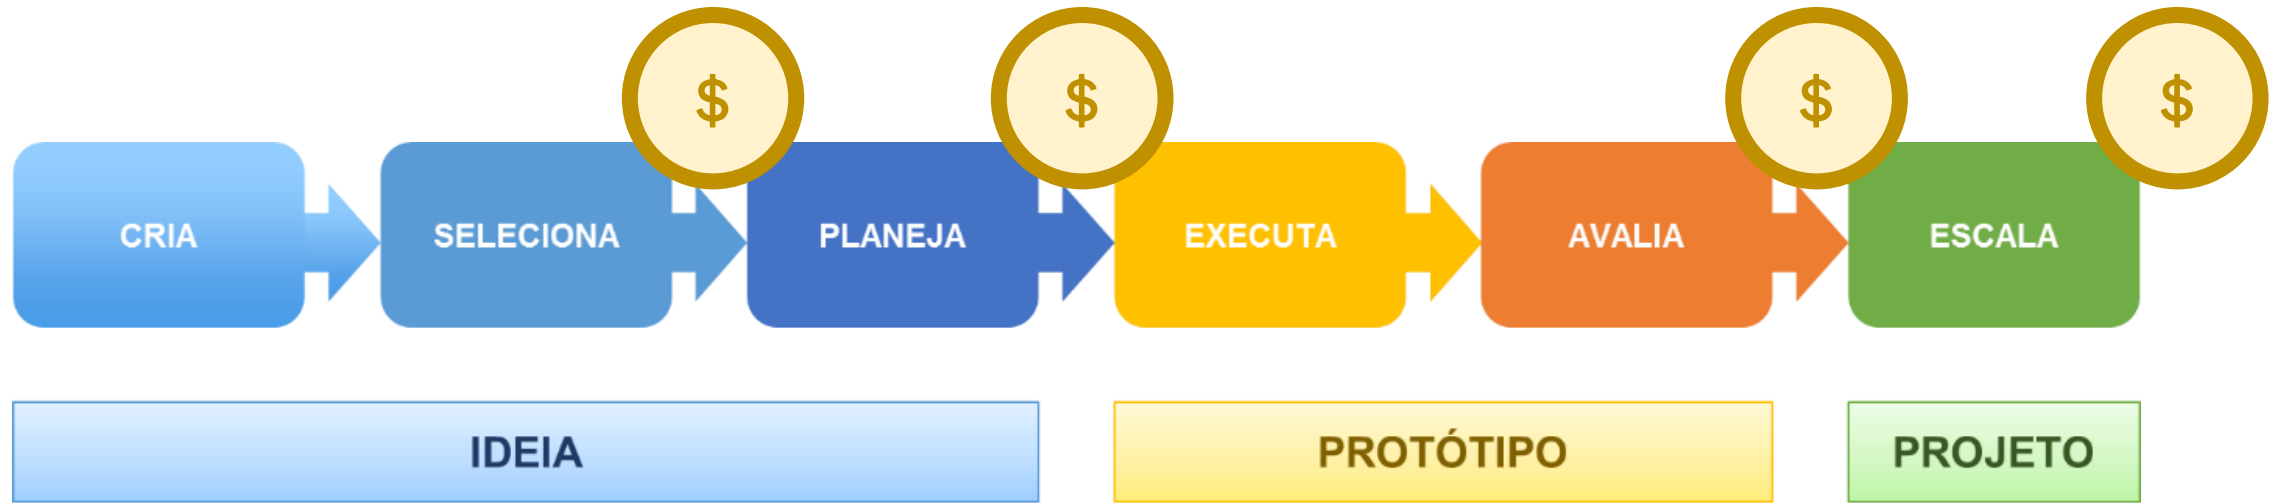 $ $ $ $
CRIA SELECIONA PLANEJA EXECUTA AVALIA ESCALA
IDEIA PROTÓTIPO PROJETO